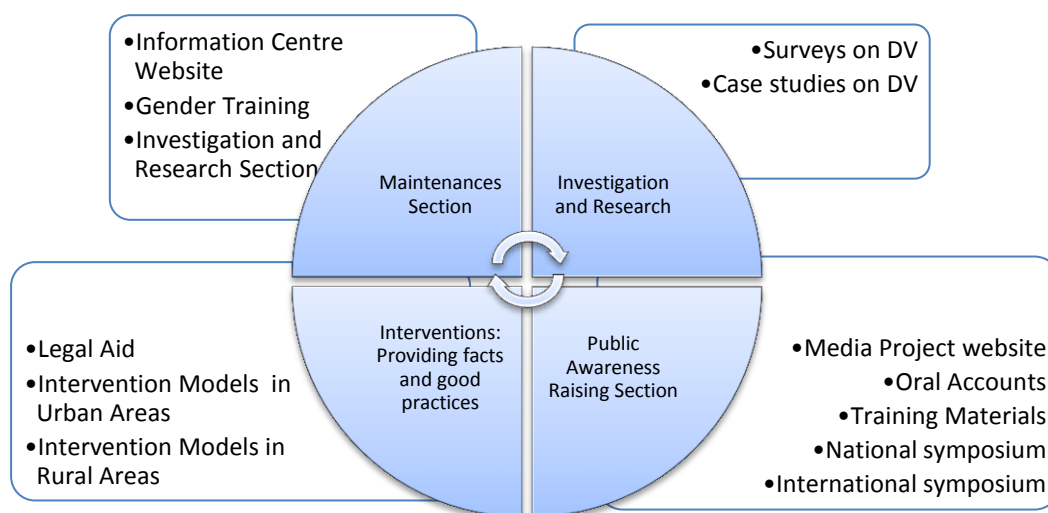 •Information Centre
Website
•Gender Training
•Investigation and
Research Section
•Surveys on DV
•Case studies on DV
Maintenances
Section
Investigation
and Research
Interventions:
Providing facts
and good
practices
Public
Awareness
Raising Section
•Legal Aid
•Intervention Models in
Urban Areas
•Intervention Models in
Rural Areas
•Media Project website
•Oral Accounts
•Training Materials
•National symposium
•International symposium